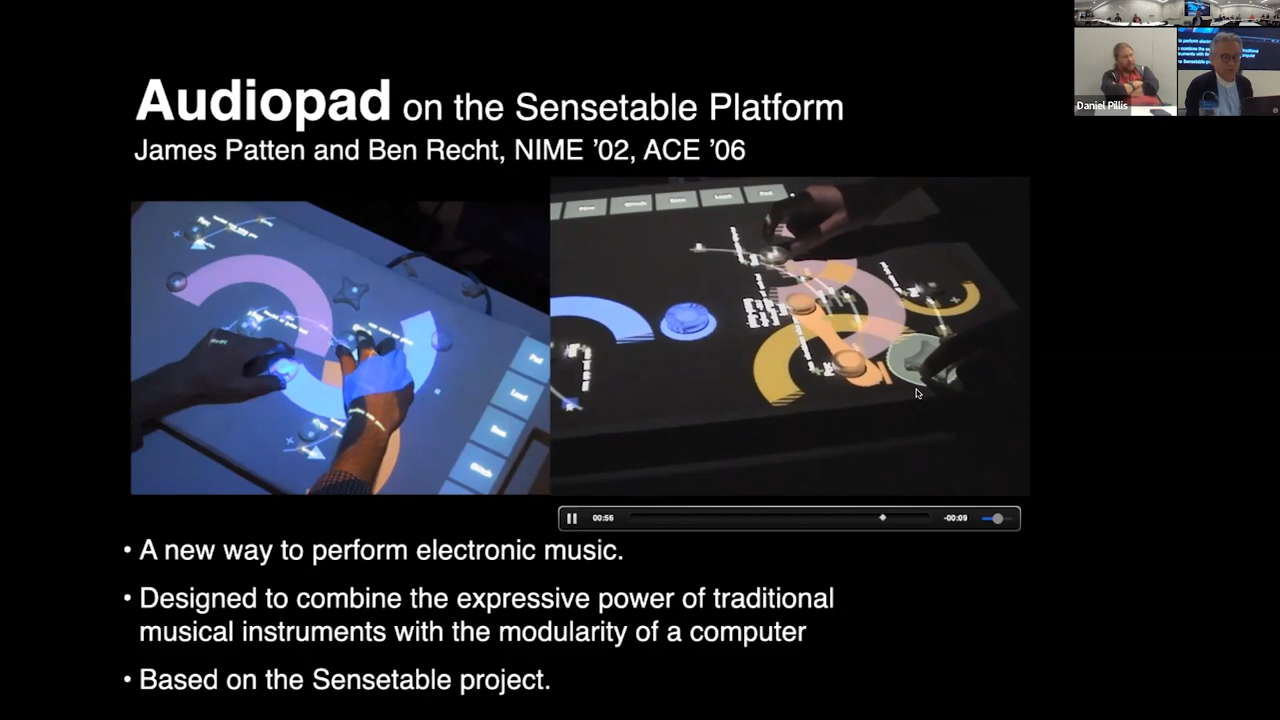 Audiopad on the Sensetable Platform
James Patten and Ben Recht, NIME ’02, ACE ’06
Daniel Pillis
00:56
-00:09
• A new way to perform electronic music.
• Designed to combine the expressive power of traditional
musical instruments with the modularity of a computer
• Based on the Sensetable project.